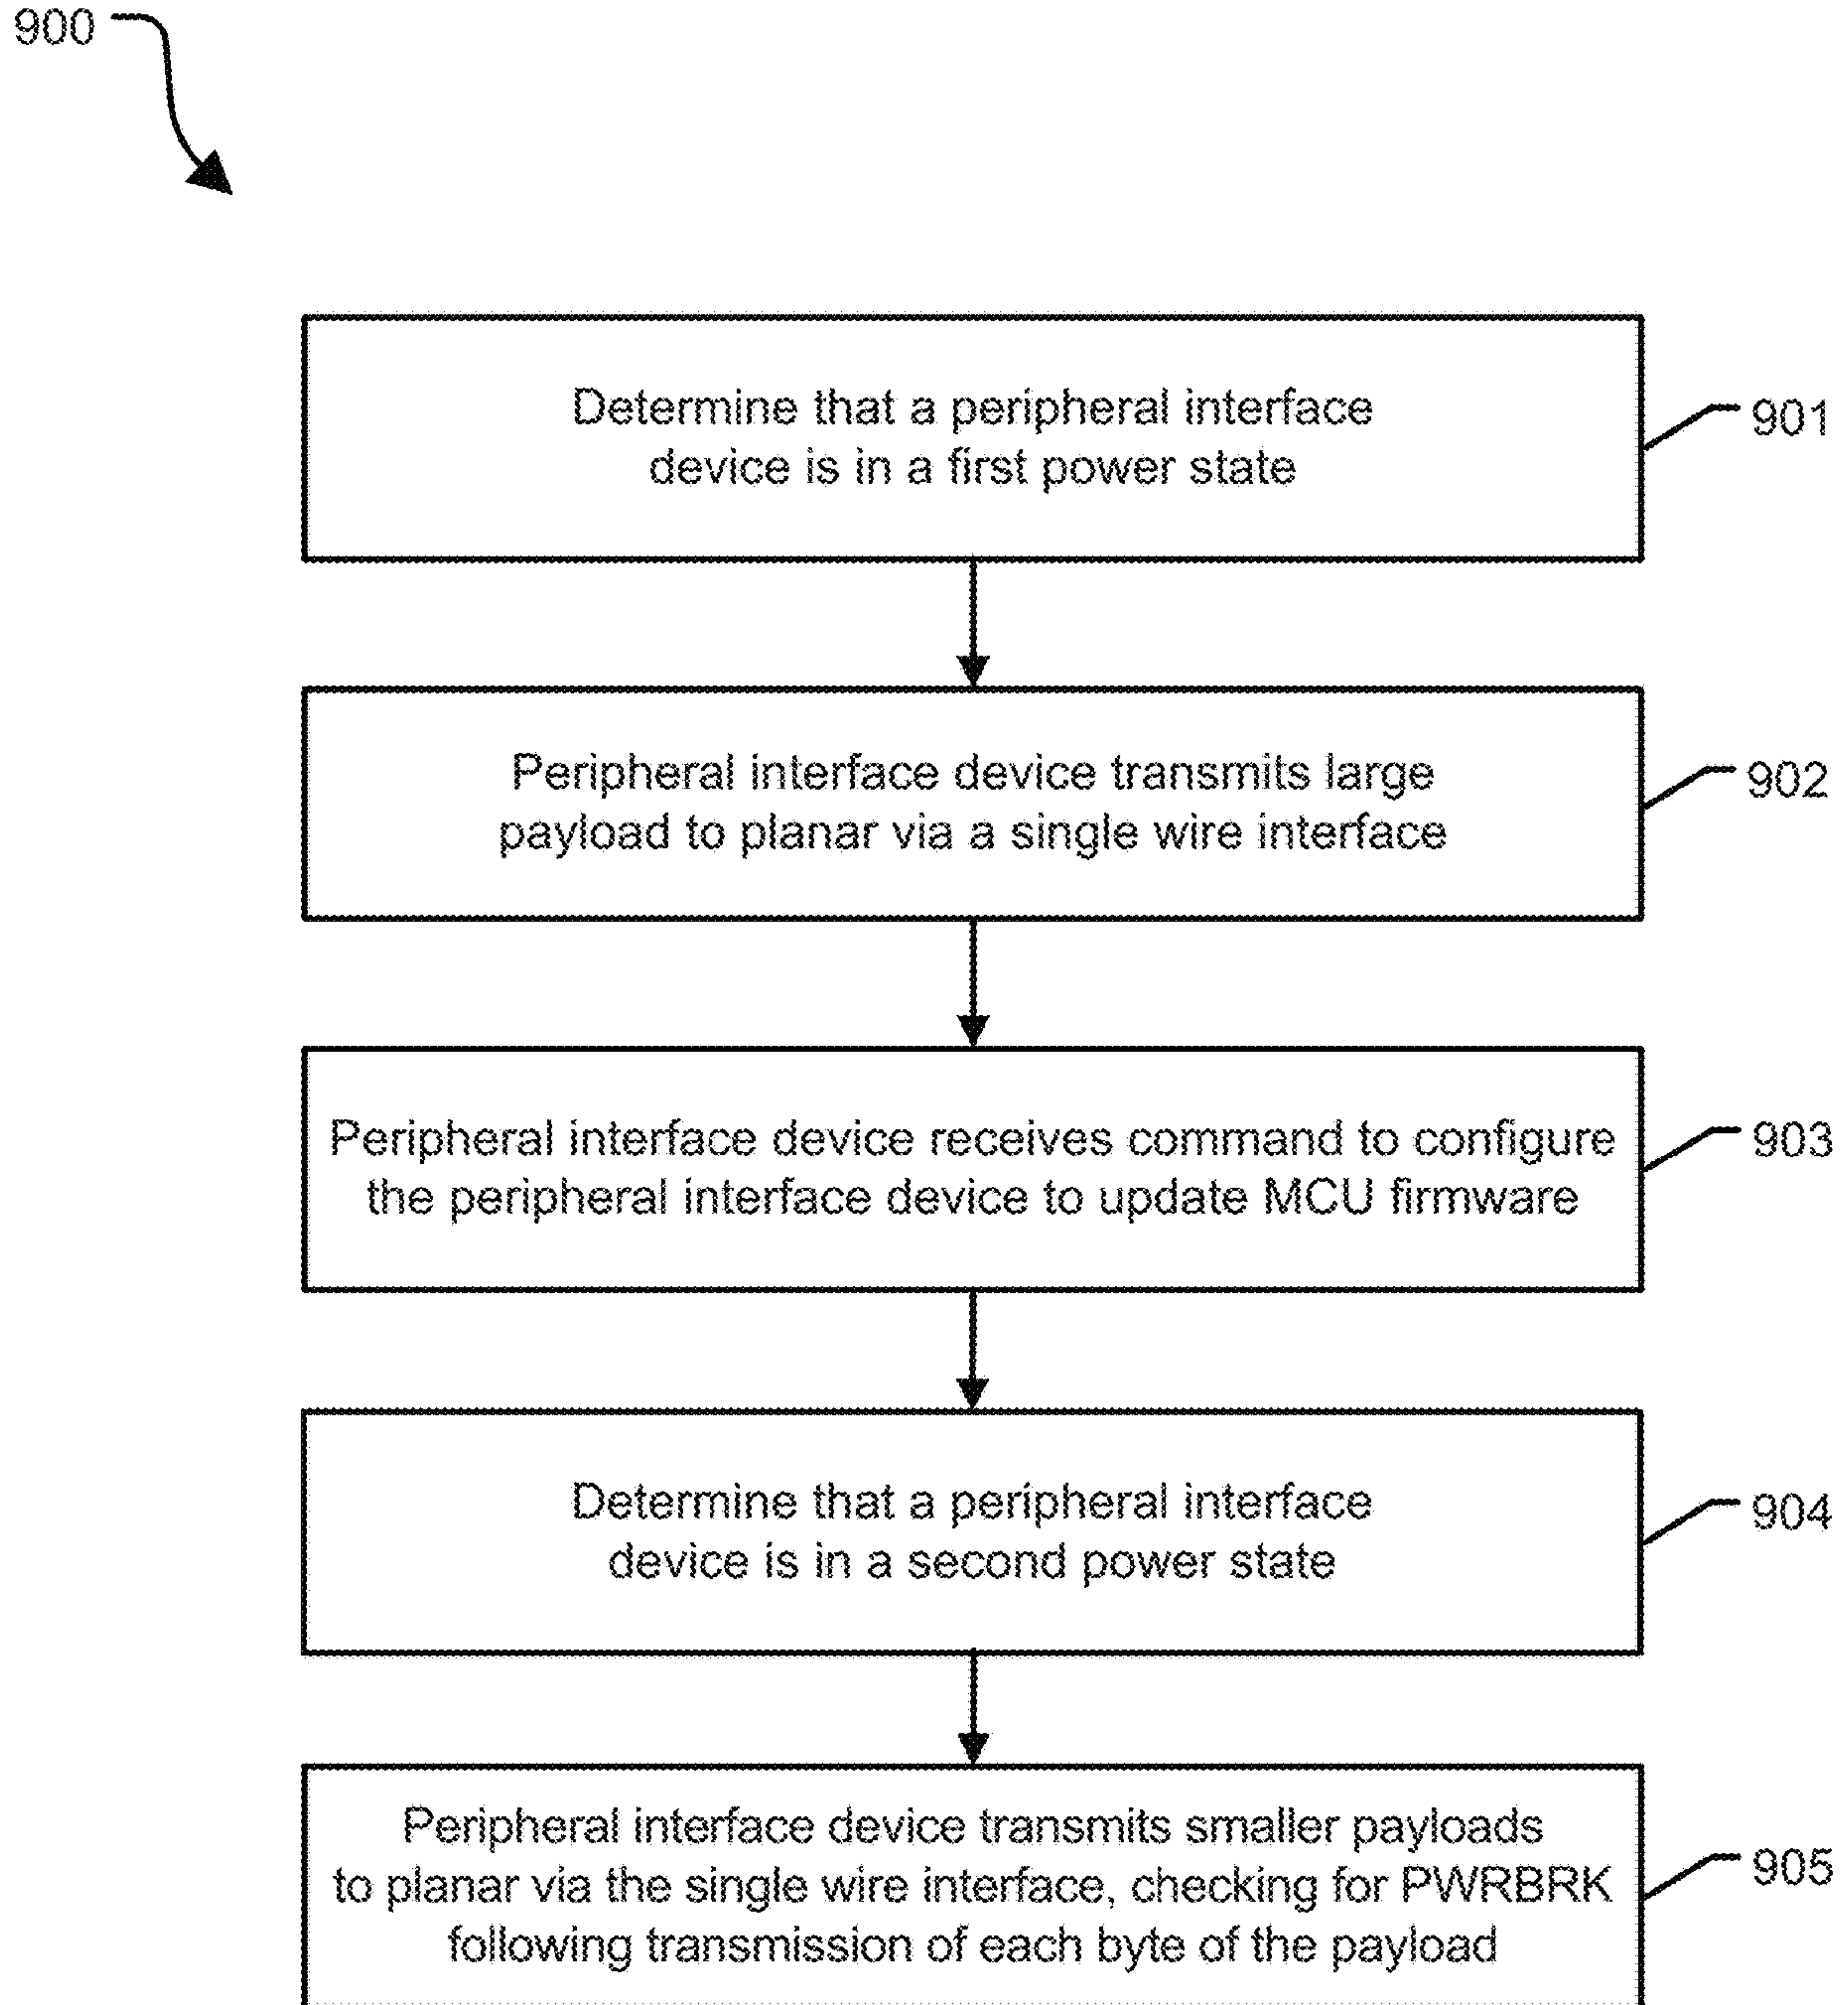 900
Determine that a peripheral interface
device is in a first power state
901
Peripheral interface device transmits large
payload to planar via a single wire interface
902
Peripheral interface device receives command to configure
the peripheral interface device to update MCU firmware
903
Determine that a peripheral interface
device is in a second power state
904
Peripheral interface device transmits smaller payloads
to planar via the single wire interface, checking for PWRBRK
following transmission of each byte of the payload
905